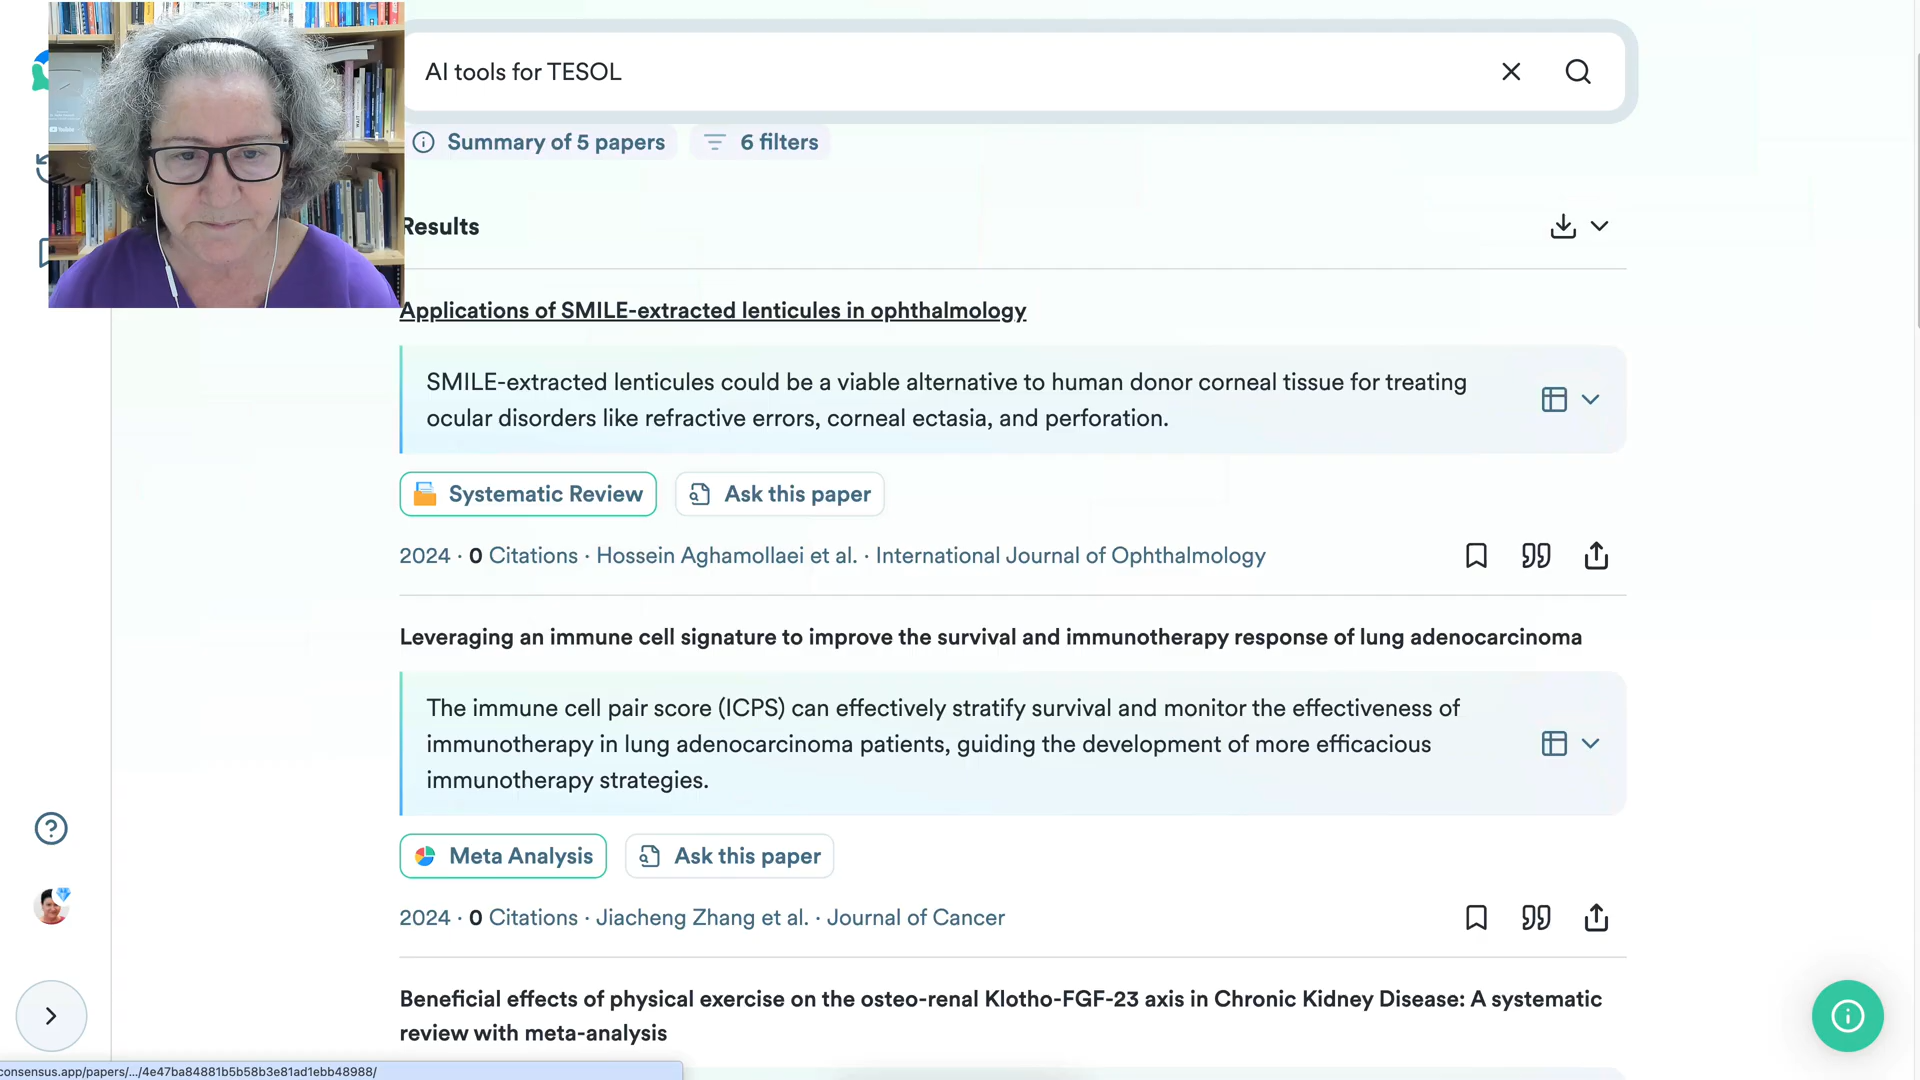 AI tools for TESOL
Summary of 5 papers
6 filters
Results
Applications of SMILE-extracted lenticules in ophthalmology
SMILE-extracted lenticules could be a viable alternative to human donor corneal tissue for treating
ocular disorders like refractive errors, corneal ectasia, and perforation.
Systematic Review
Ask this paper
2024 · 0 Citations · Hossein Aghamollaei et al. · International Journal of Ophthalmology
Leveraging an immune cell signature to improve the survival and immunotherapy response of lung adenocarcinoma
The immune cell pair score (ICPS) can effectively stratify survival and monitor the effectiveness of
immunotherapy in lung adenocarcinoma patients, guiding the development of more efficacious
immunotherapy strategies.
Meta Analysis
Ask this paper
2024 · 0 Citations · Jiacheng Zhang et al. · Journal of Cancer
Beneficial effects of physical exercise on the osteo-renal Klotho-FGF-23 axis in Chronic Kidney Disease: A systematic
review with meta-analysis
consensus.app/papers/.../4e47ba84881b5b58b3e81ad1ebb48988/